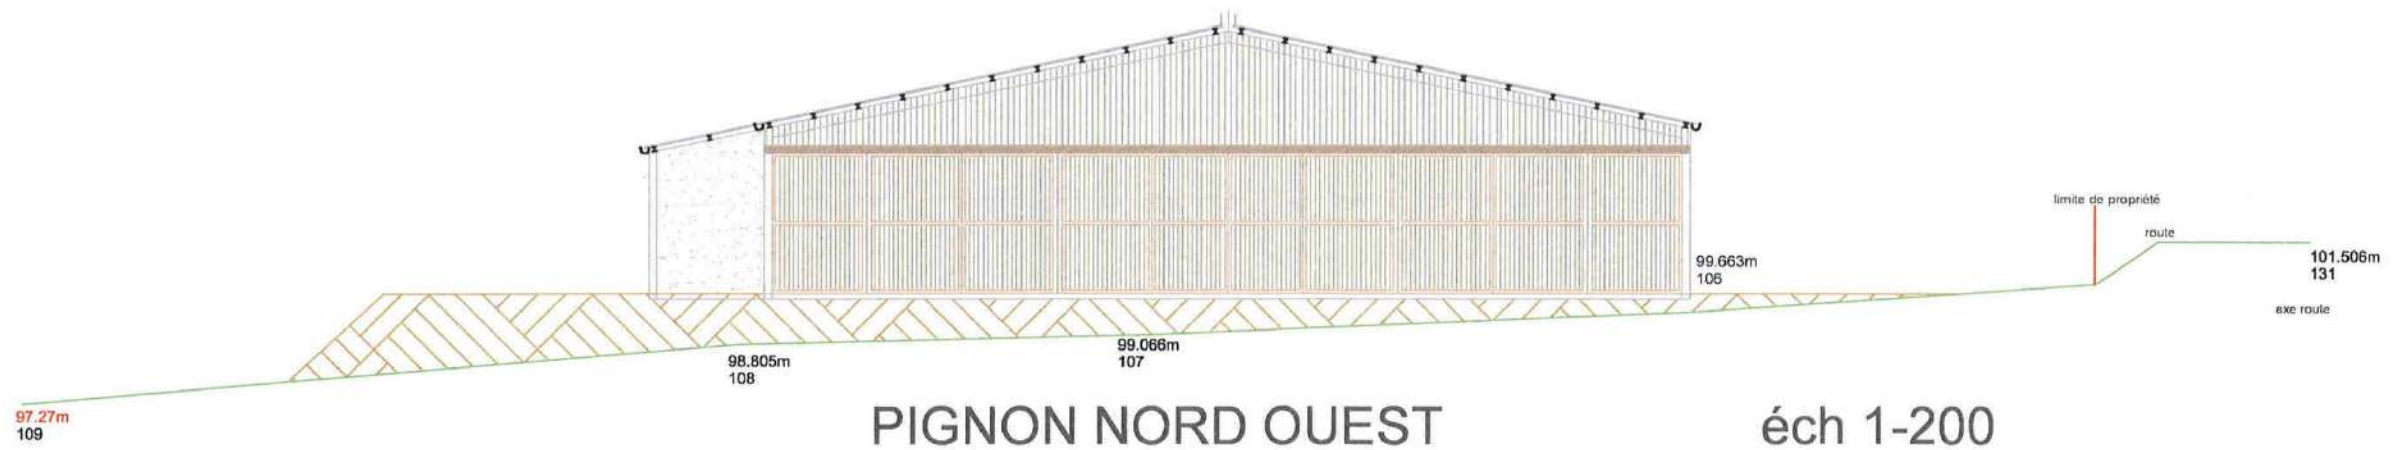 limite de propriété
route
99.663m
106
101.506m
131
axe route
99.066m
107
98.805m
108
97.27m
109
PIGNON NORD OUEST
éch 1-200